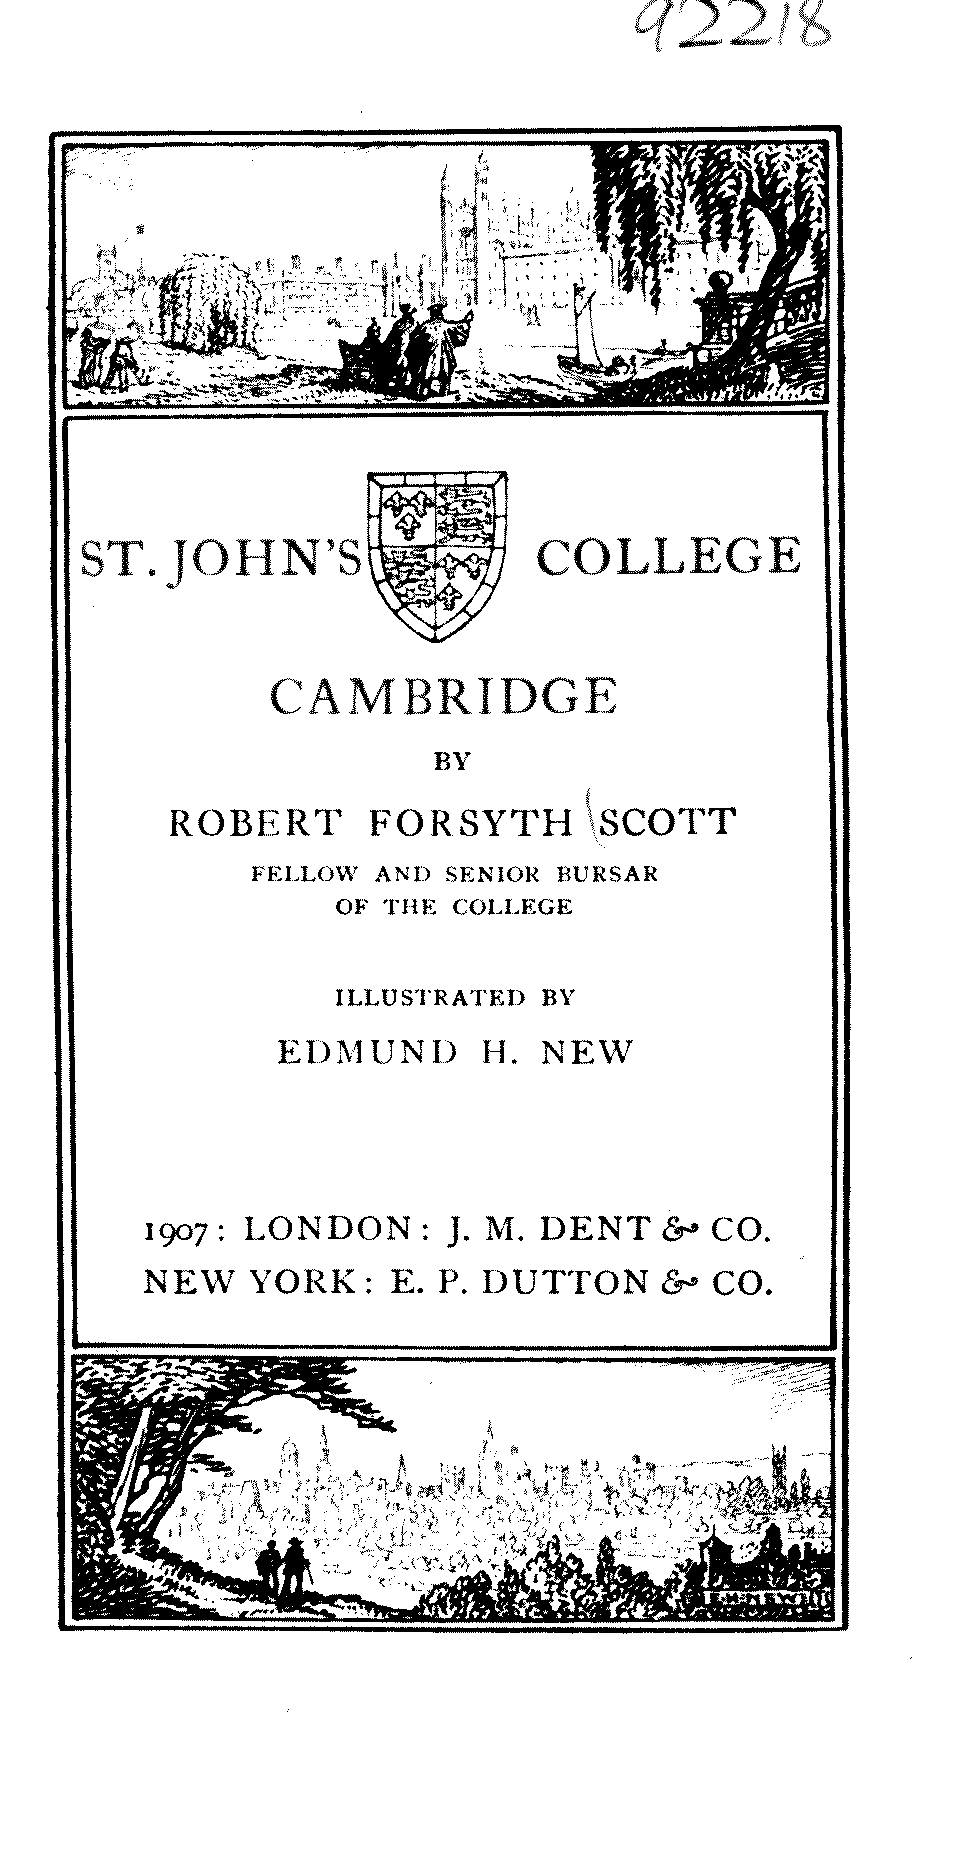 92218
ST. JOHN'S COLLEGE
CAMBRIDGE
BY
ROBERT FORSYTH SCOTT
FELLOW AND SENIOR BURSAR
OF THE COLLEGE
ILLUSTRATED BY
EDMUND H. NEW
1907: LONDON: J. M. DENT & CO.
NEW YORK: E. P. DUTTON & CO.
E.H.NEW